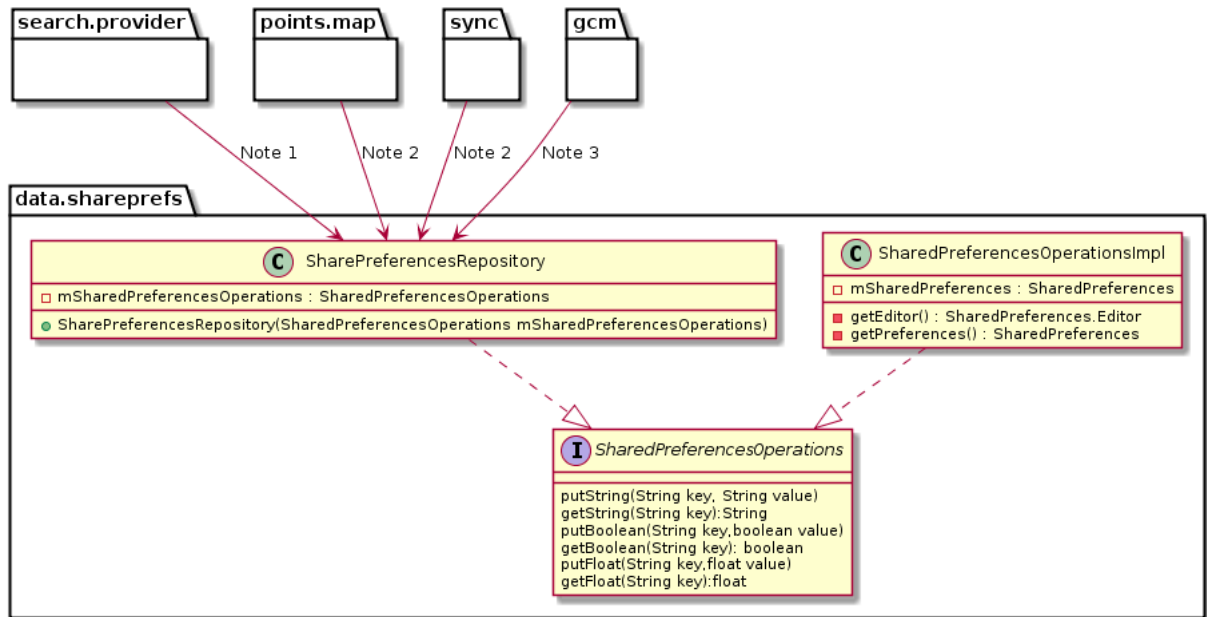 search.provider
points.map
sync
gcm
Note 1
Note 2
Note 2
Note 3
data.shareprefs
C SharePreferencesRepository
mSharedPreferencesOperations : SharedPreferencesOperations
SharePreferencesRepository(SharedPreferencesOperations mSharedPreferencesOperations)
C SharedPreferencesOperationsImpl
mSharedPreferences : SharedPreferences
getEditor() : SharedPreferences.Editor
getPreferences() : SharedPreferences
I SharedPreferencesOperations
putString(String key, String value)
getString(String key):String
putBoolean(String key,boolean value)
getBoolean(String key): boolean
putFloat(String key,float value)
getFloat(String key):float